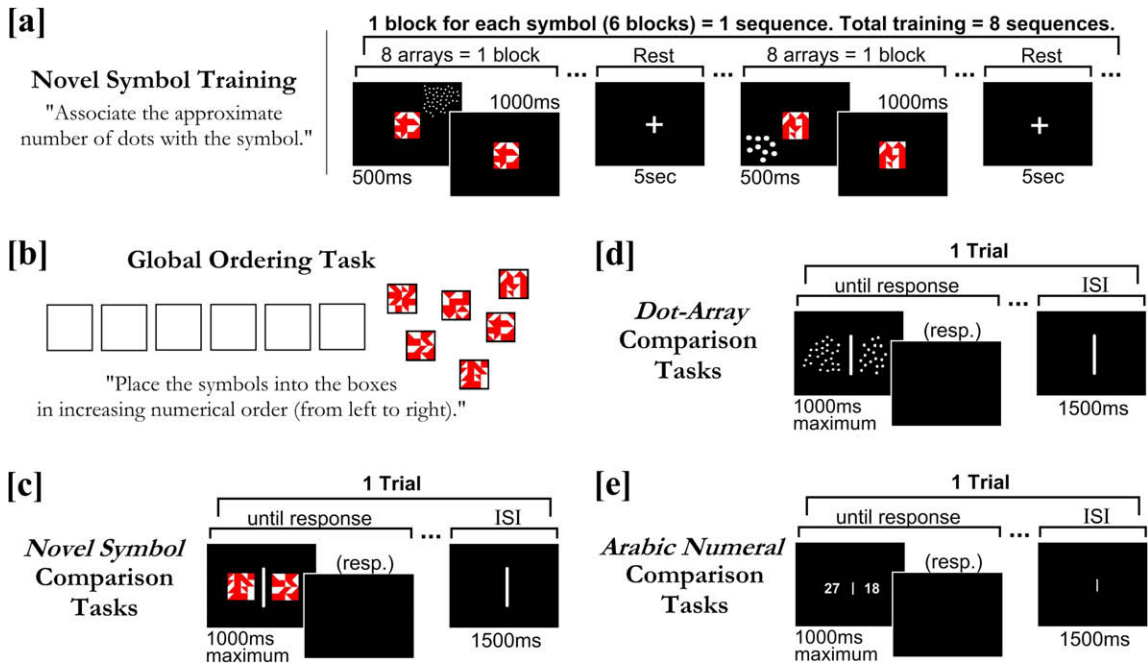 [a]
1 block for each symbol (6 blocks) = 1 sequence. Total training = 8 sequences.
8 arrays = 1 block
...
Rest
...
8 arrays = 1 block
...
Rest
...
Novel Symbol Training
"Associate the approximate
number of dots with the symbol."
1000ms
500ms
+
5sec
1000ms
500ms
+
5sec
[b]
Global Ordering Task
"Place the symbols into the boxes
in increasing numerical order (from left to right)."
[d]
1 Trial
until response
...
ISI
Dot-Array
Comparison
Tasks
(resp.)
1000ms
maximum
1500ms
[c]
1 Trial
until response
...
ISI
Novel Symbol
Comparison
Tasks
(resp.)
1000ms
maximum
1500ms
[e]
1 Trial
until response
...
ISI
Arabic Numeral
Comparison
Tasks
(resp.)
27 | 18
1000ms
maximum
1500ms